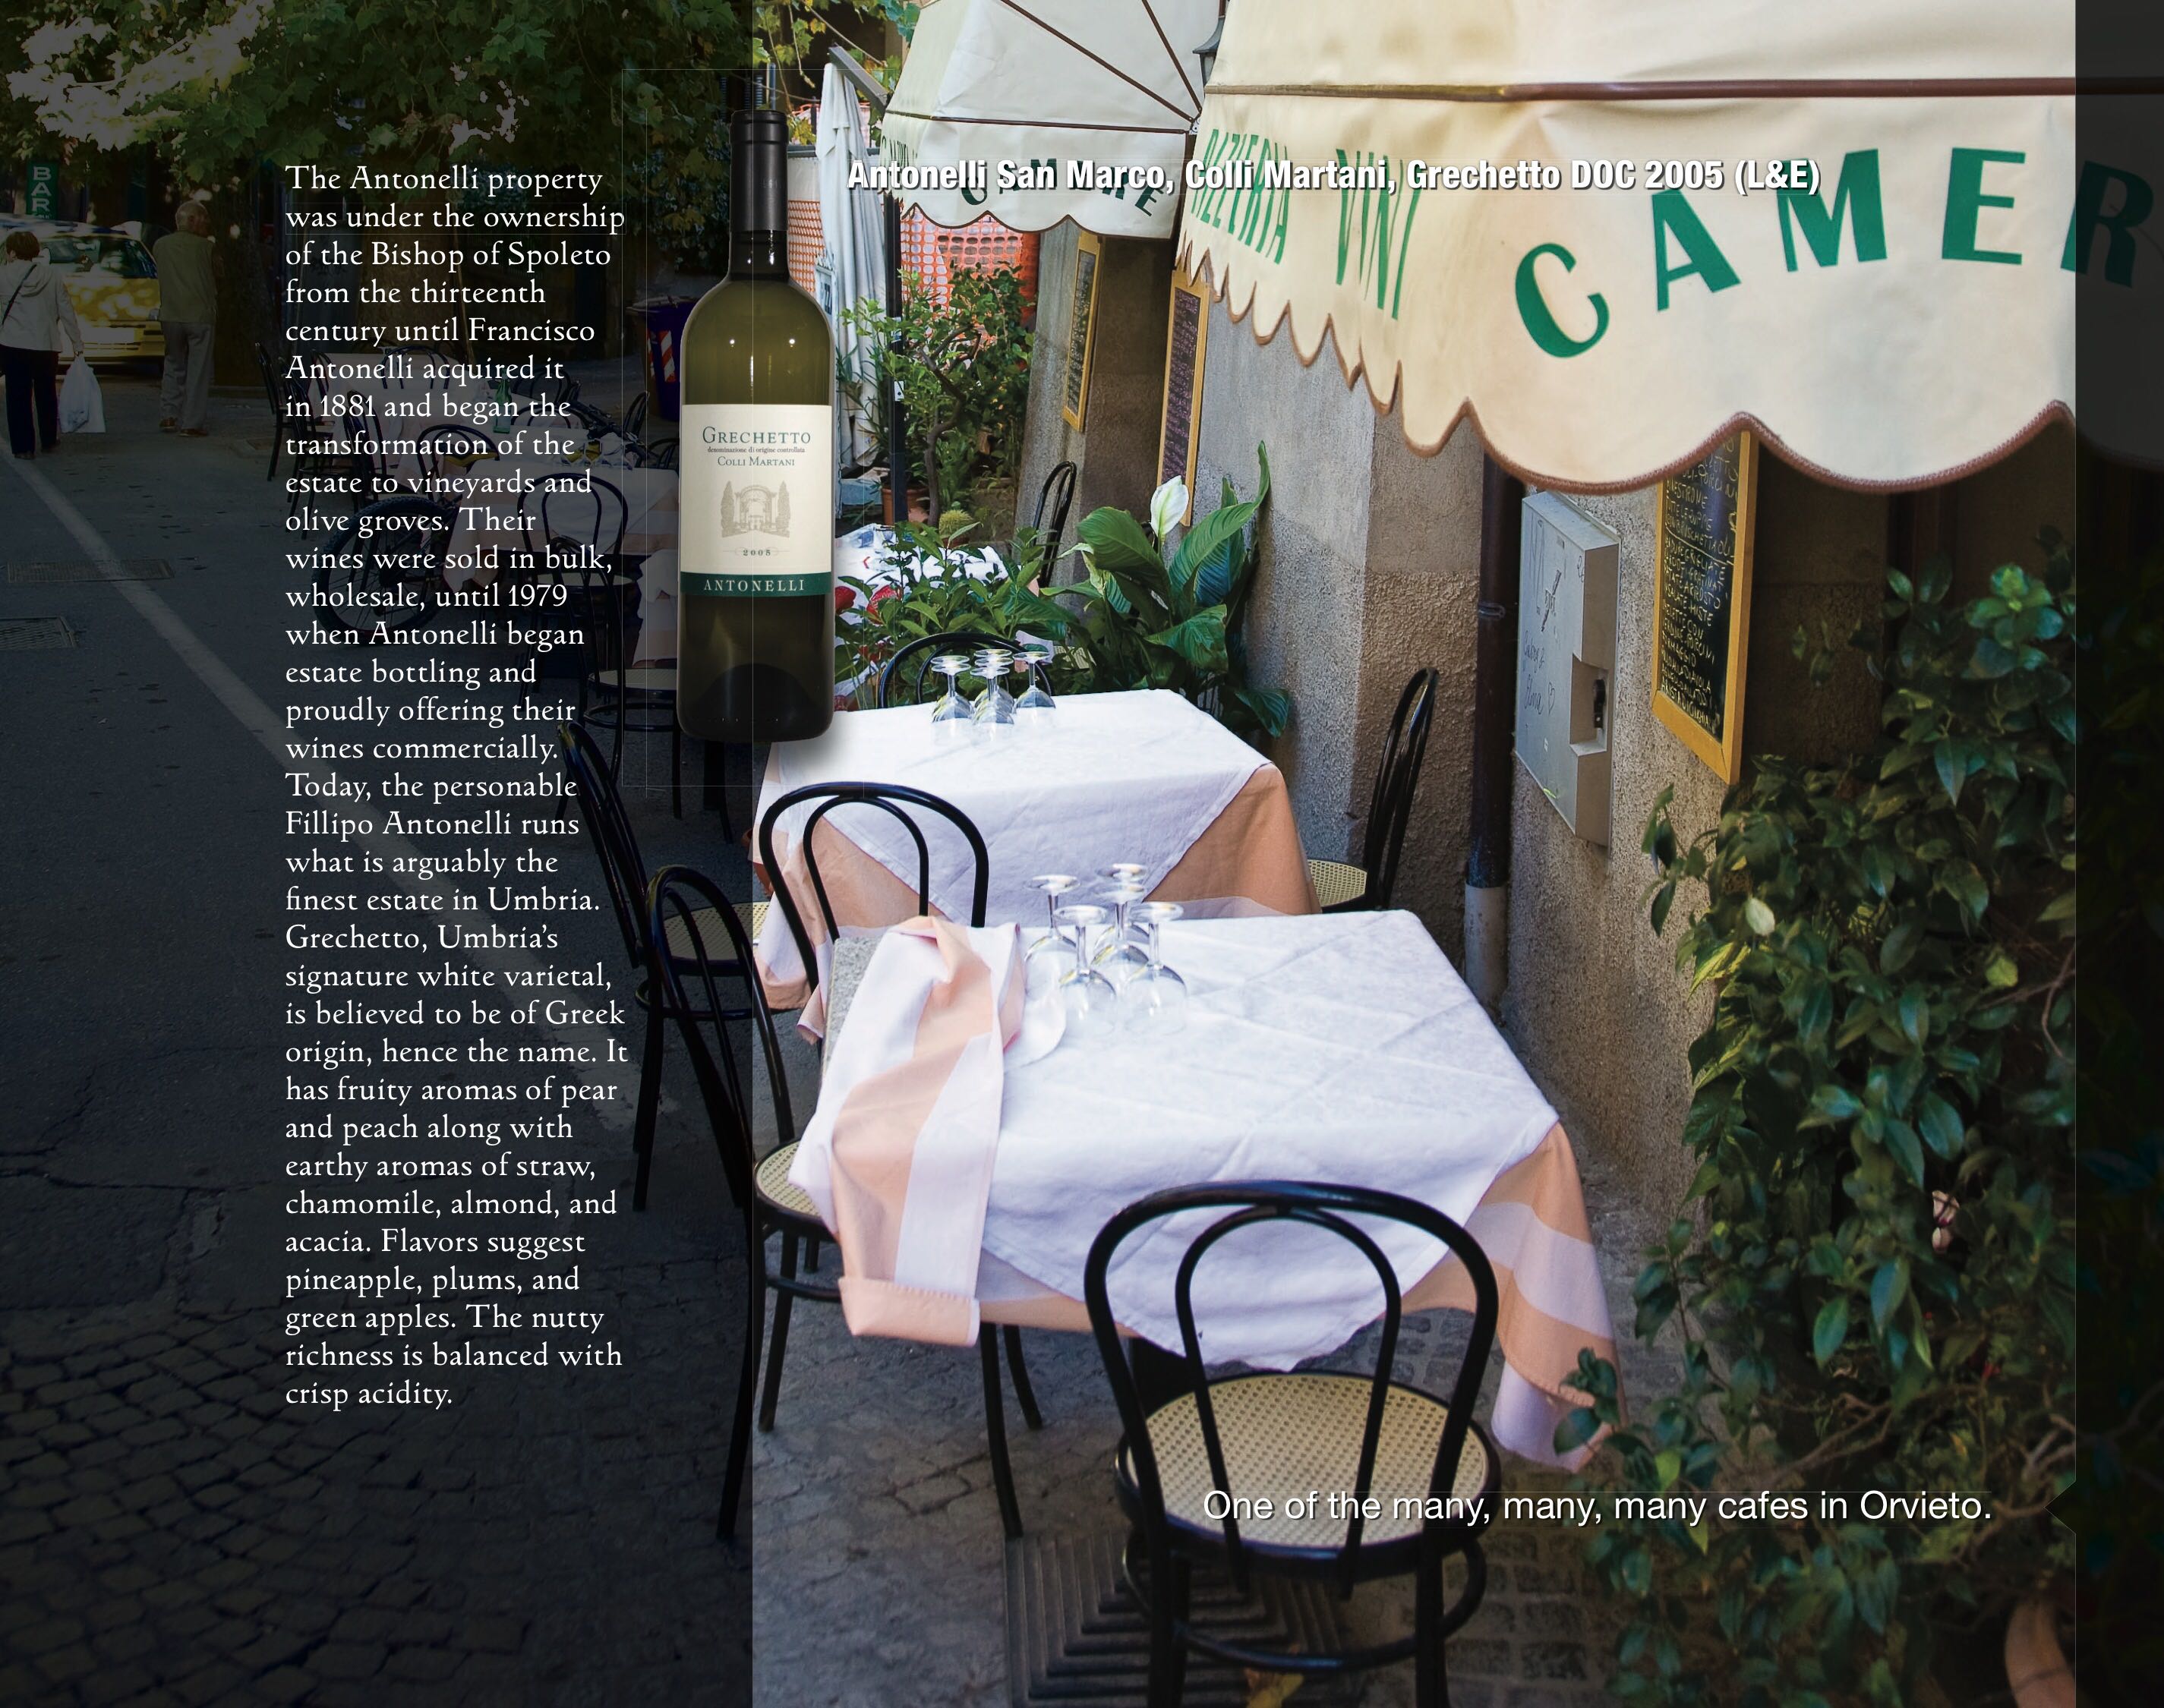 BAR
The Antonelli property
was under the ownership
of the Bishop of Spoleto
from the thirteenth
century until Francisco
Antonelli acquired it
in 1881 and began the
transformation of the
estate to vineyards and
olive groves. Their
wines were sold in bulk,
wholesale, until 1979
when Antonelli began
estate bottling and
proudly offering their
wines commercially.
Today, the personable
Fillipo Antonelli runs
what is arguably the
finest estate in Umbria.
Grechetto, Umbria’s
signature white varietal,
is believed to be of Greek
origin, hence the name. It
has fruity aromas of pear
and peach along with
earthy aromas of straw,
chamomile, almond, and
acacia. Flavors suggest
pineapple, plums, and
green apples. The nutty
richness is balanced with
crisp acidity.
GRECHETTO
denominazione di origine controllata
COLLI MARTANI
2008
ANTONELLI
Antonelli San Marco, Colli Martani, Grechetto DOC 2005 (L&E)
PIZZERIA VINI
CAMER
One of the many, many, many cafes in Orvieto.